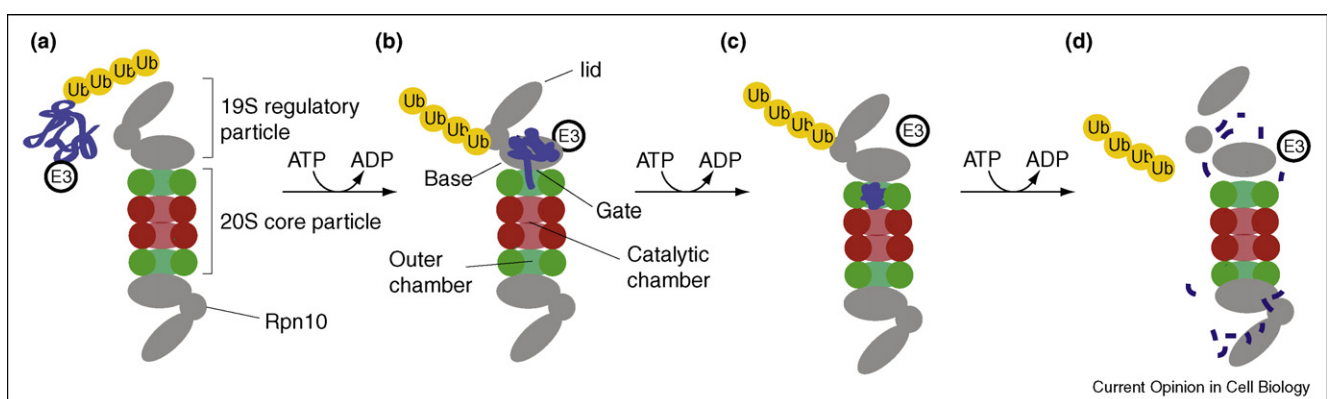 (a)
Ub Ub Ub Ub
E3
19S regulatory
particle
20S core particle
Rpn10
ATP ADP
(b)
lid
Ub
Ub
Ub
Ub
E3
Base
Gate
Outer
chamber
Catalytic
chamber
ATP ADP
(c)
Ub
Ub
Ub
Ub
E3
ATP ADP
(d)
Ub
Ub
Ub
Ub
E3
Current Opinion in Cell Biology